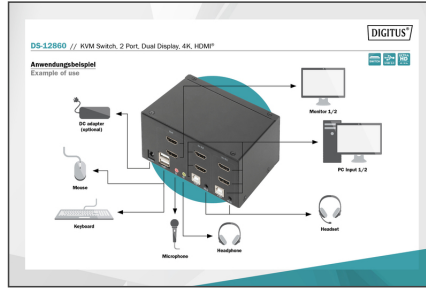 DIGITUS®
DS-12860 // KVM Switch, 2 Port, Dual Display, 4K, HDMI®
Anwendungsbeispiel
Example of use
DC adapter
(optional)
Monitor 1/2
PC Input 1/2
Mouse
Keyboard
Microphone
Headphone
Headset